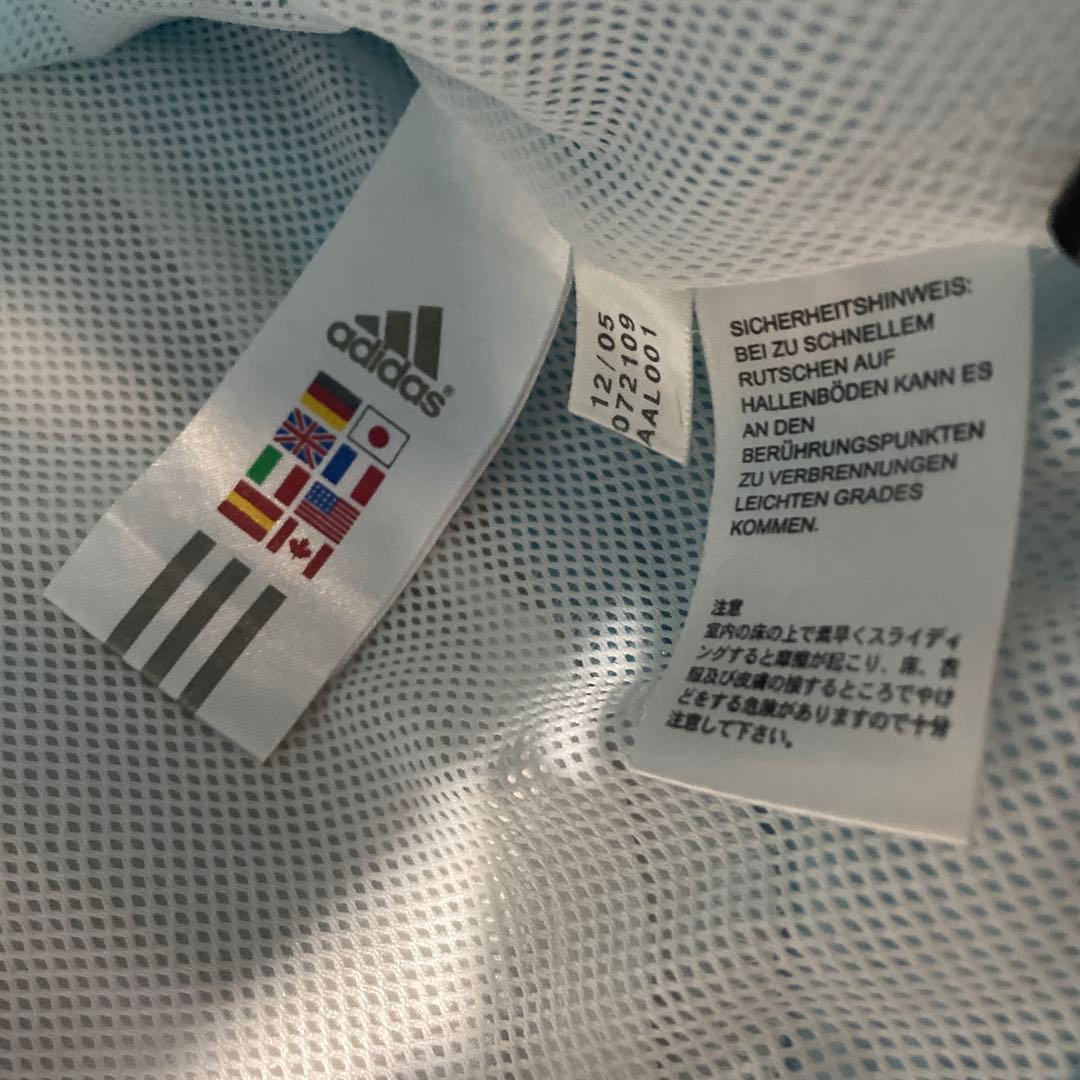 adidas®
12/05
072109
AAL001
SICHERHEITSHINWEIS:
BEI ZU SCHNELLEM
RUTSCHEN AUF
HALLENBÖDEN KANN ES
AN DEN
BERÜHRUNGSPUNKTEN
ZU VERBRENNUNGEN
LEICHTEN GRADES
KOMMEN.
注意
室内の床の上で素早くスライディ
ングすると摩擦が起こり、床、衣
服及び皮膚の接するところでやけ
どをする危険がありますので十分
注意して下さい。